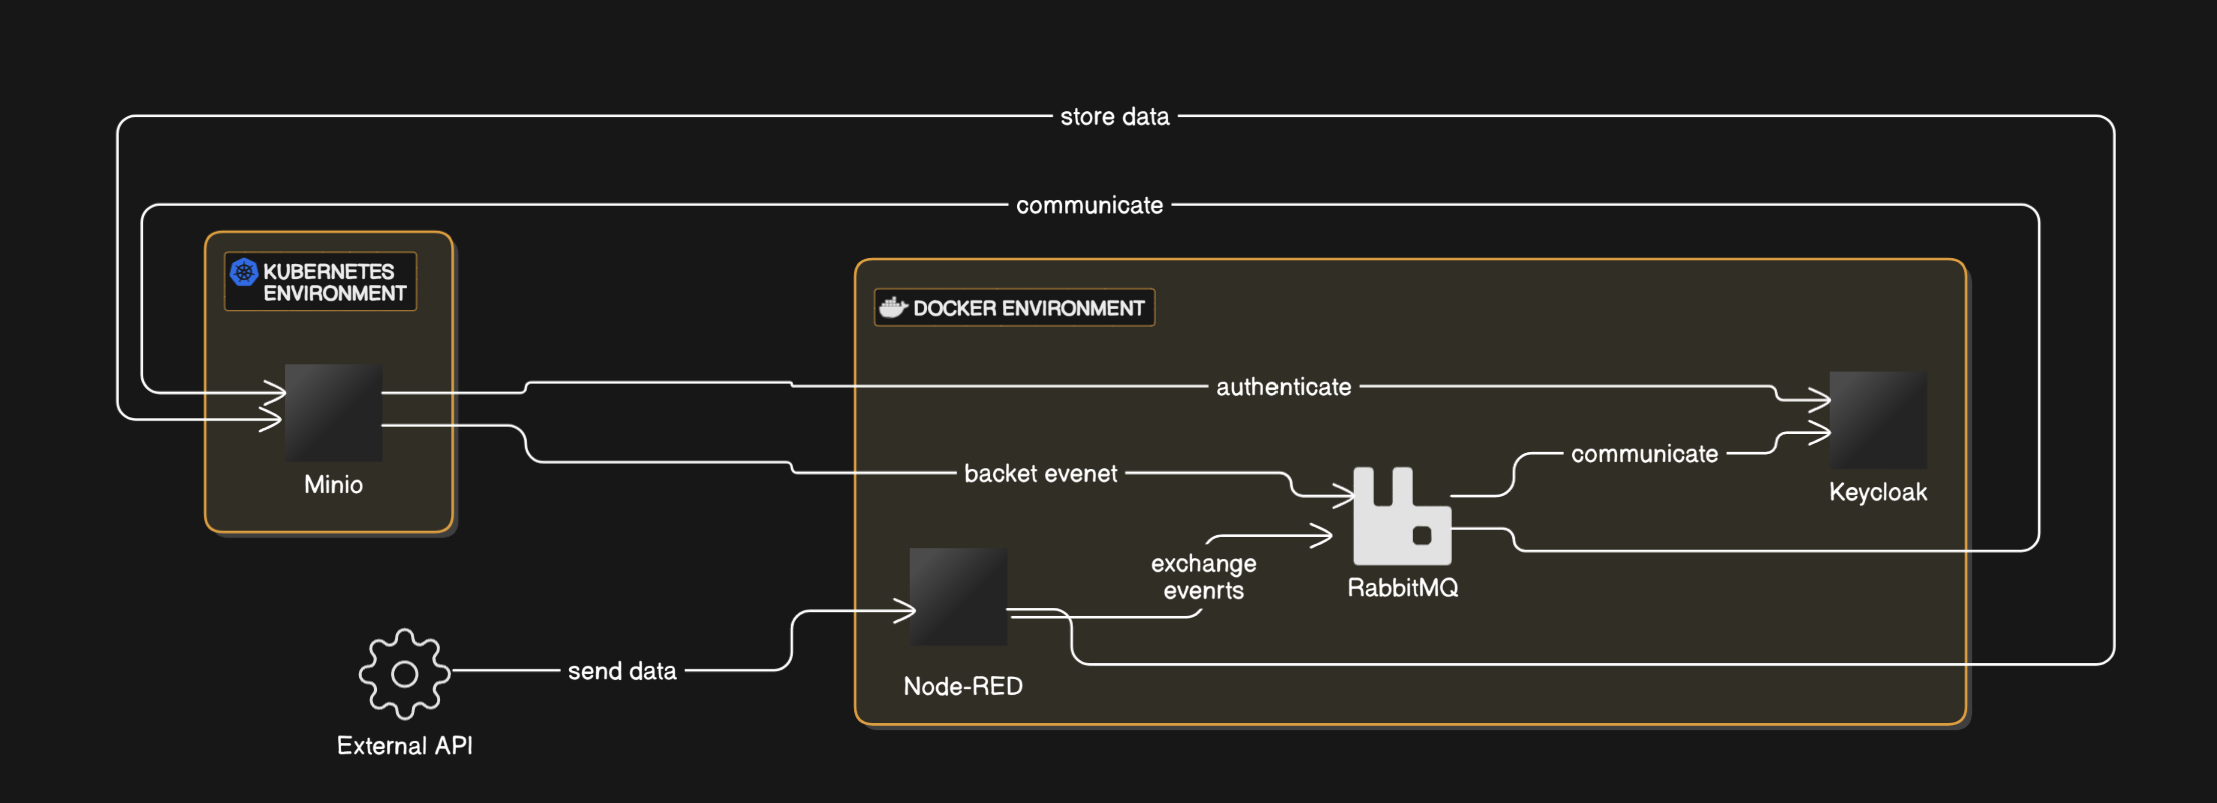 store data
communicate
KUBERNETES
ENVIRONMENT
DOCKER ENVIRONMENT
authenticate
communicate
backet evenet
Minio
Keycloak
exchange
evenrts
RabbitMQ
send data
Node-RED
External API